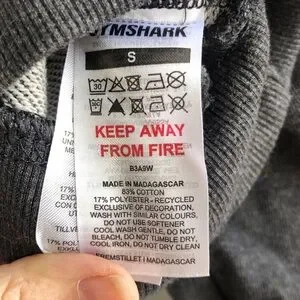 GYMSHARK
S
30
KEEP AWAY
FROM FIRE
B3A9W
MADE IN MADAGASCAR
83% COTTON
17% POLYESTER - RECYCLED
EXCLUSIVE OF DECORATION,
WASH WITH SIMILAR COLOURS,
DO NOT USE SOFTENER
COOL WASH GENTLE, DO NOT
BLEACH, DO NOT TUMBLE DRY,
COOL IRON, DO NOT DRY CLEAN
FREMSTILLET I MADAGASCAR